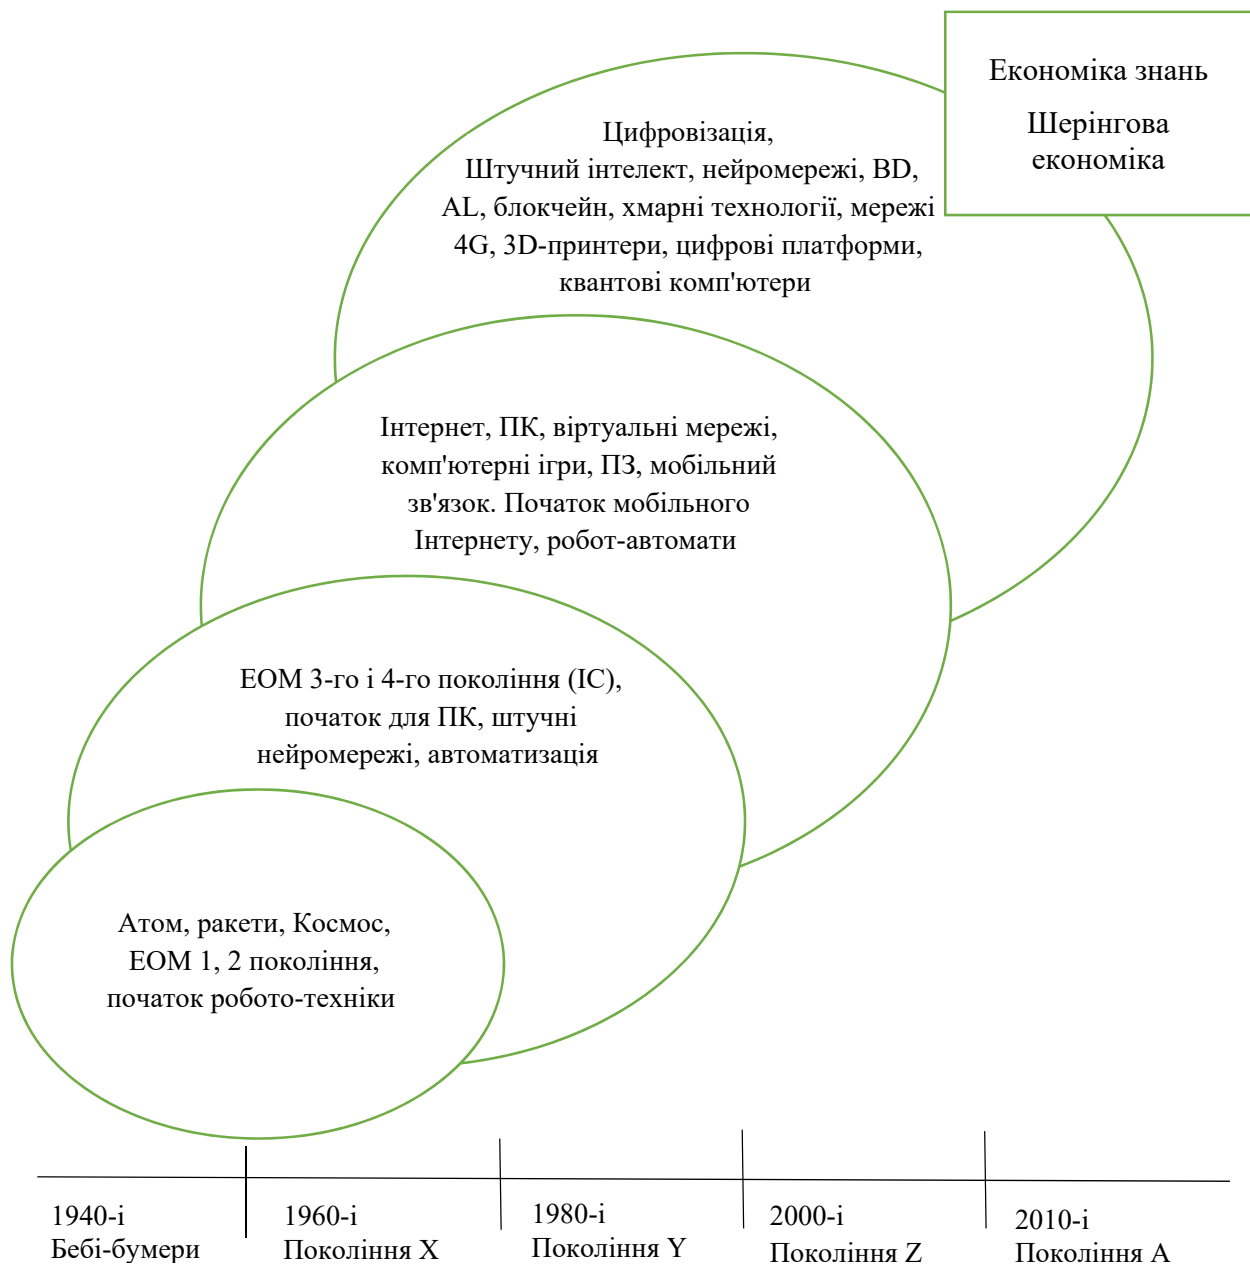 Економіка знань
Шерінгова
економіка
Цифровізація,
Штучний інтелект, нейромережі, BD,
AL, блокчейн, хмарні технології, мережі
4G, 3D-принтери, цифрові платформи,
квантові комп'ютери
Інтернет, ПК, віртуальні мережі,
комп'ютерні ігри, ПЗ, мобільний
зв'язок. Початок мобільного
Інтернету, робот-автомати
ЕОМ 3-го і 4-го покоління (ІС),
початок для ПК, штучні
нейромережі, автоматизація
Атом, ракети, Космос,
ЕОМ 1, 2 покоління,
початок робото-техніки
1940-і
Бебі-бумери
1960-і
Покоління X
1980-і
Покоління Y
2000-і
Покоління Z
2010-і
Покоління А